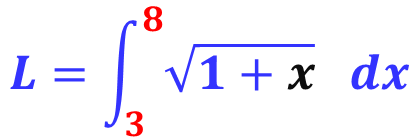 L = ∫₃⁸ √(1 + x) dx